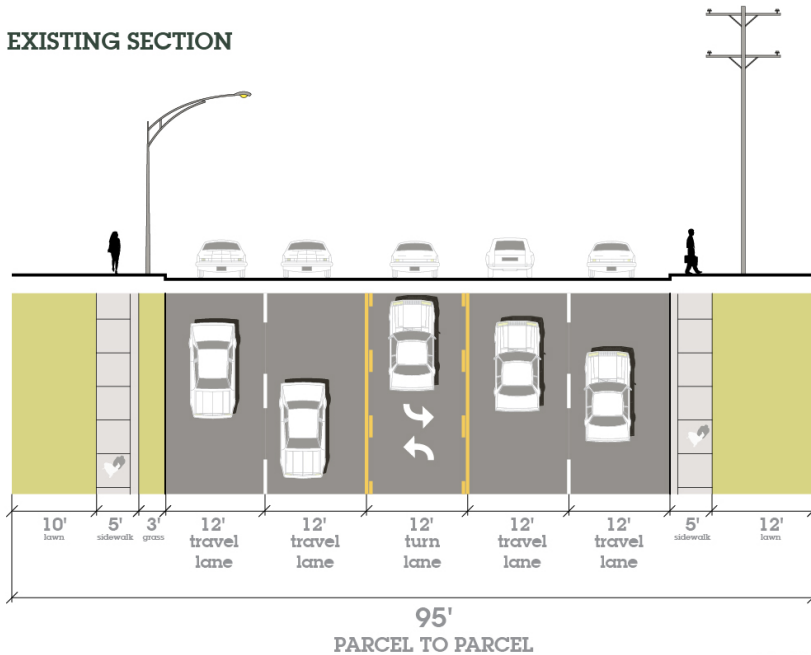 EXISTING SECTION
10'
lawn
5'
sidewalk
3'
grass
12'
travel
lane
12'
travel
lane
12'
turn
lane
12'
travel
lane
12'
travel
lane
5'
sidewalk
12'
lawn
95'
PARCEL TO PARCEL